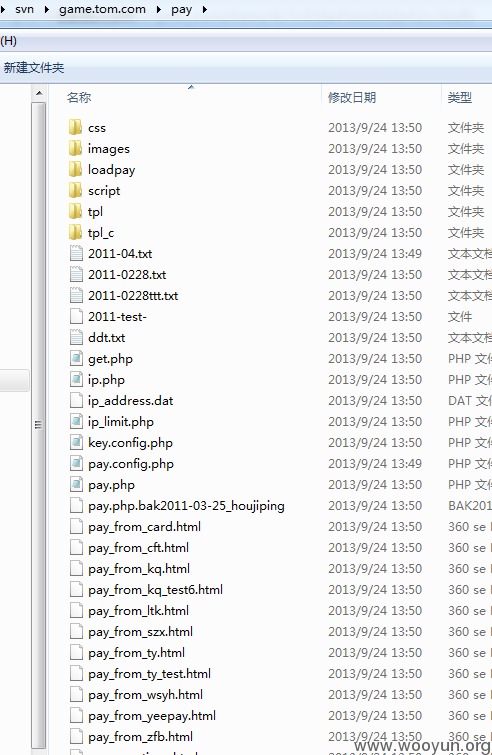 svn game.tom.com pay
(H)
新建文件夹
名称 修改日期 类型
css 2013/9/24 13:50 文件夹
images 2013/9/24 13:50 文件夹
loadpay 2013/9/24 13:50 文件夹
script 2013/9/24 13:50 文件夹
tpl 2013/9/24 13:50 文件夹
tpl_c 2013/9/24 13:50 文件夹
2011-04.txt 2013/9/24 13:49 文本文档
2011-0228.txt 2013/9/24 13:50 文本文档
2011-0228ttt.txt 2013/9/24 13:50 文本文档
2011-test- 2013/9/24 13:50 文件
ddt.txt 2013/9/24 13:50 文本文档
get.php 2013/9/24 13:50 PHP 文件
ip.php 2013/9/24 13:50 PHP 文件
ip_address.dat 2013/9/24 13:50 DAT 文件
ip_limit.php 2013/9/24 13:50 PHP 文件
key.config.php 2013/9/24 13:50 PHP 文件
pay.config.php 2013/9/24 13:49 PHP 文件
pay.php 2013/9/24 13:50 PHP 文件
pay.php.bak2011-03-25_houjiping 2013/9/24 13:50 BAK201
pay_from_card.html 2013/9/24 13:50 360 se
pay_from_cft.html 2013/9/24 13:50 360 se
pay_from_kq.html 2013/9/24 13:50 360 se
pay_from_kq_test6.html 2013/9/24 13:50 360 se
pay_from_ltk.html 2013/9/24 13:50 360 se
pay_from_szx.html 2013/9/24 13:50 360 se
pay_from_ty.html 2013/9/24 13:50 360 se
pay_from_ty_test.html 2013/9/24 13:50 360 se
pay_from_wsyh.html 2013/9/24 13:50 360 se
pay_from_yeepay.html 2013/9/24 13:50 360 se
pay_from_zfb.html 2013/9/24 13:50 360 se
www.wooyun.org